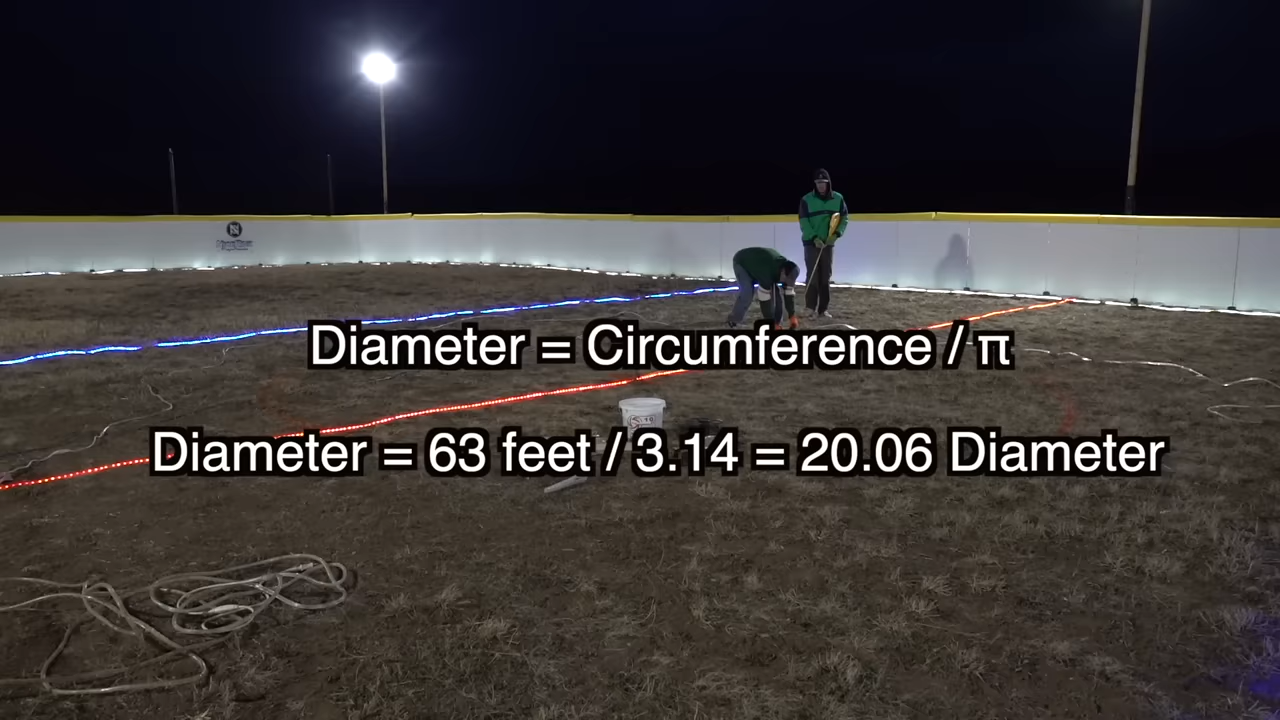 N
Diameter = Circumference / π
Diameter = 63 feet / 3.14 = 20.06 Diameter